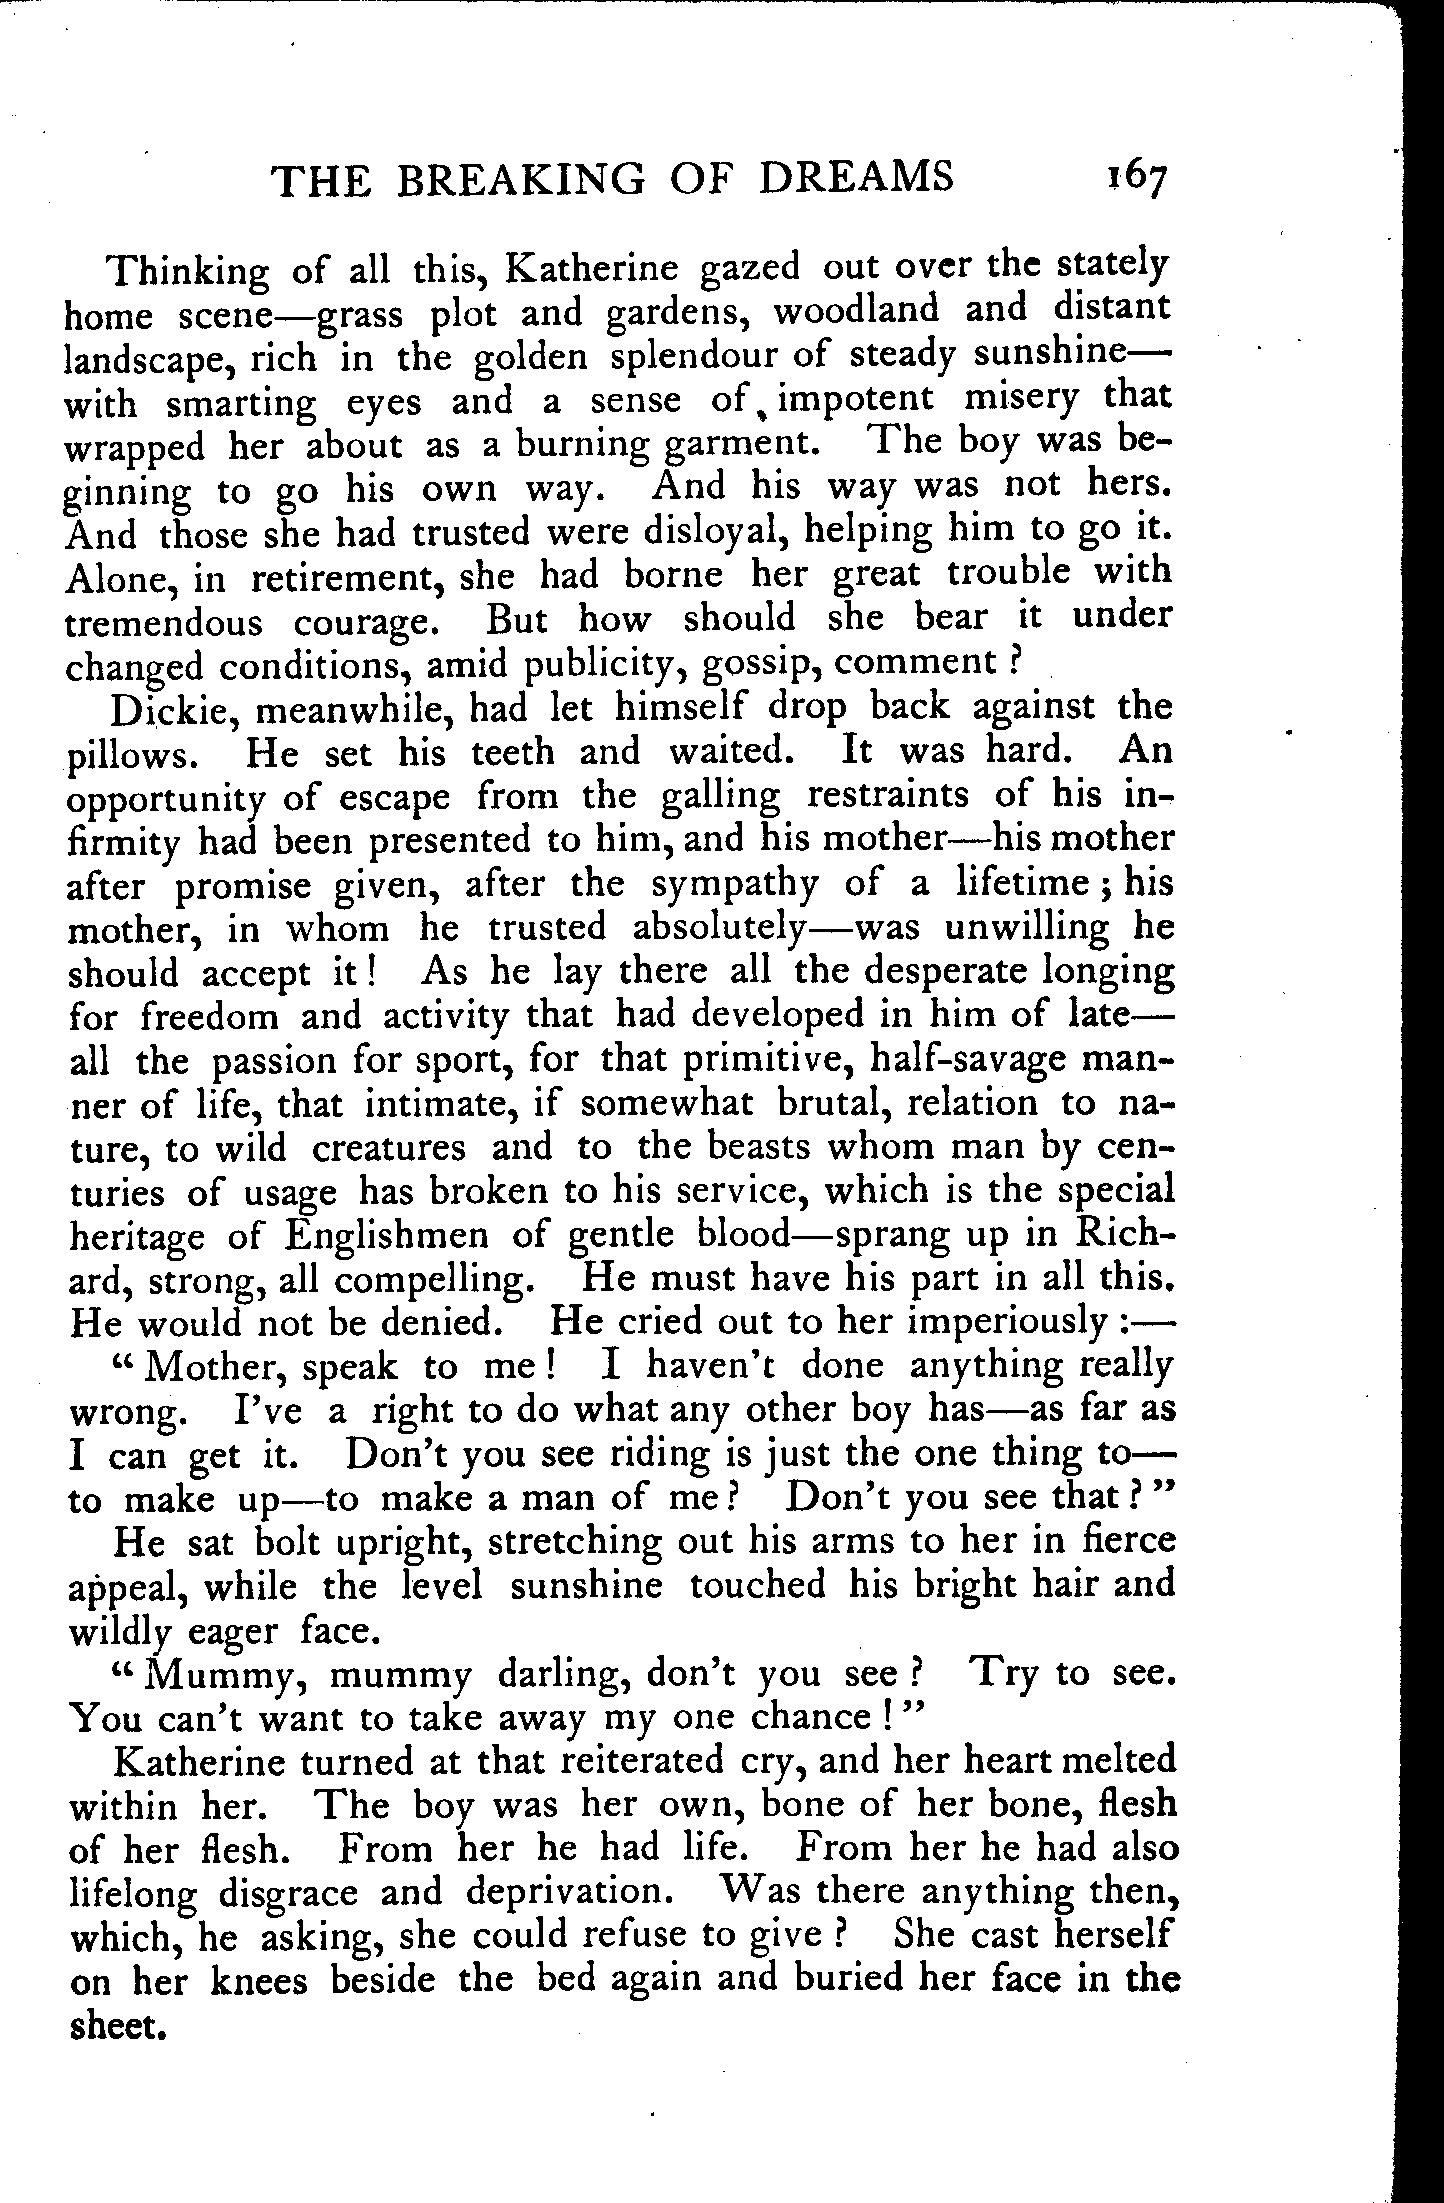 THE BREAKING OF DREAMS 167
Thinking of all this, Katherine gazed out over the stately
home scene—grass plot and gardens, woodland and distant
landscape, rich in the golden splendour of steady sunshine—
with smarting eyes and a sense of impotent misery that
wrapped her about as a burning garment. The boy was be-
ginning to go his own way. And his way was not hers.
And those she had trusted were disloyal, helping him to go it.
Alone, in retirement, she had borne her great trouble with
tremendous courage. But how should she bear it under
changed conditions, amid publicity, gossip, comment ?
Dickie, meanwhile, had let himself drop back against the
pillows. He set his teeth and waited. It was hard. An
opportunity of escape from the galling restraints of his in-
firmity had been presented to him, and his mother—his mother
after promise given, after the sympathy of a lifetime ; his
mother, in whom he trusted absolutely—was unwilling he
should accept it ! As he lay there all the desperate longing
for freedom and activity that had developed in him of late—
all the passion for sport, for that primitive, half-savage man-
ner of life, that intimate, if somewhat brutal, relation to na-
ture, to wild creatures and to the beasts whom man by cen-
turies of usage has broken to his service, which is the special
heritage of Englishmen of gentle blood—sprang up in Rich-
ard, strong, all compelling. He must have his part in all this.
He would not be denied. He cried out to her imperiously :—
“ Mother, speak to me ! I haven’t done anything really
wrong. I’ve a right to do what any other boy has—as far as
I can get it. Don’t you see riding is just the one thing to—
to make up—to make a man of me ? Don’t you see that ? ”
He sat bolt upright, stretching out his arms to her in fierce
appeal, while the level sunshine touched his bright hair and
wildly eager face.
“ Mummy, mummy darling, don’t you see ? Try to see.
You can’t want to take away my one chance ! ”
Katherine turned at that reiterated cry, and her heart melted
within her. The boy was her own, bone of her bone, flesh
of her flesh. From her he had life. From her he had also
lifelong disgrace and deprivation. Was there anything then,
which, he asking, she could refuse to give ? She cast herself
on her knees beside the bed again and buried her face in the
sheet.